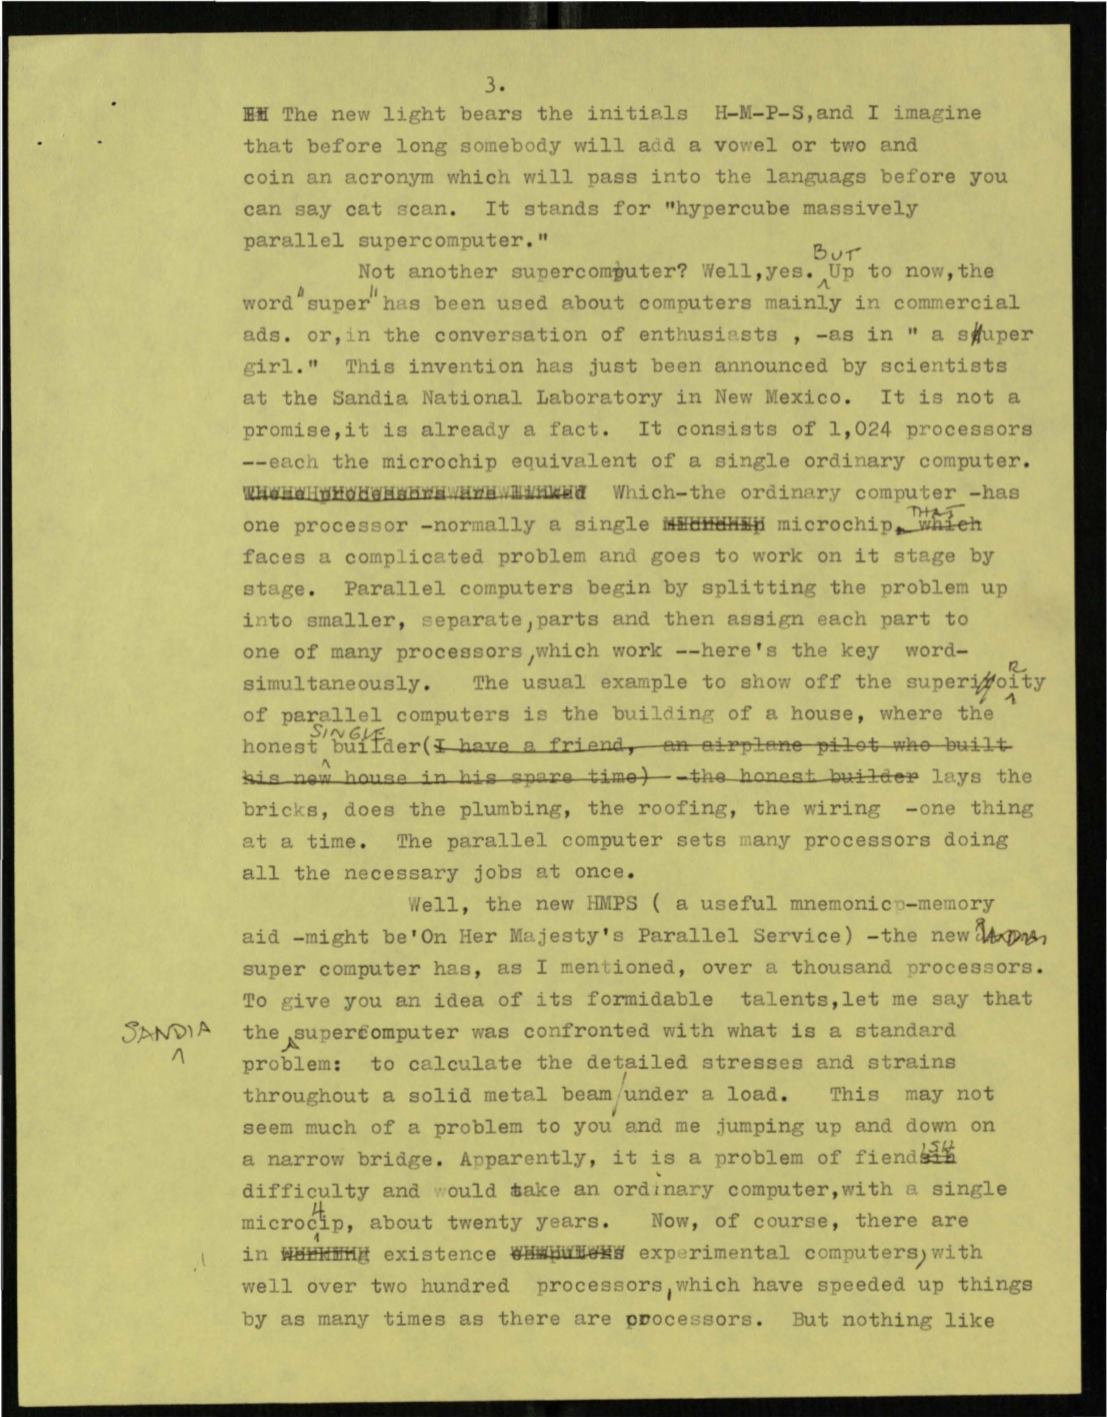 3.
The new light bears the initials H-M-P-S,and I imagine
that before long somebody will add a vowel or two and
coin an acronym which will pass into the languags before you
can say cat scan. It stands for "hypercube massively
parallel supercomputer."
BUT
Not another supercomputer? Well,yes. Up to now,the
word "super" has been used about computers mainly in commercial
ads. or,in the conversation of enthusiasts , -as in " a super
girl." This invention has just been announced by scientists
at the Sandia National Laboratory in New Mexico. It is not a
promise,it is already a fact. It consists of 1,024 processors
--each the microchip equivalent of a single ordinary computer.
These processors are linked Which-the ordinary computer -has
THAT
one processor -normally a single microchip, which
faces a complicated problem and goes to work on it stage by
stage. Parallel computers begin by splitting the problem up
into smaller, separate,parts and then assign each part to
one of many processors,which work --here's the key word-
R
simultaneously. The usual example to show off the superioity
of parallel computers is the building of a house, where the
SINGLE
honest builder(I have a friend, an airplane pilot who built
his new house in his spare time) -the honest builder lays the
bricks, does the plumbing, the roofing, the wiring -one thing
at a time. The parallel computer sets many processors doing
all the necessary jobs at once.
Well, the new HMPS ( a useful mnemonic-memory
aid -might be'On Her Majesty's Parallel Service) -the new SANDIA
super computer has, as I mentioned, over a thousand processors.
To give you an idea of its formidable talents,let me say that
SANDIA the supercomputer was confronted with what is a standard
problem: to calculate the detailed stresses and strains
throughout a solid metal beam/under a load. This may not
seem much of a problem to you and me jumping up and down on
ISH
a narrow bridge. Apparently, it is a problem of fiendsih
difficulty and would take an ordinary computer,with a single
H
microcip, about twenty years. Now, of course, there are
in working existence computers experimental computers,with
well over two hundred processors,which have speeded up things
by as many times as there are processors. But nothing like